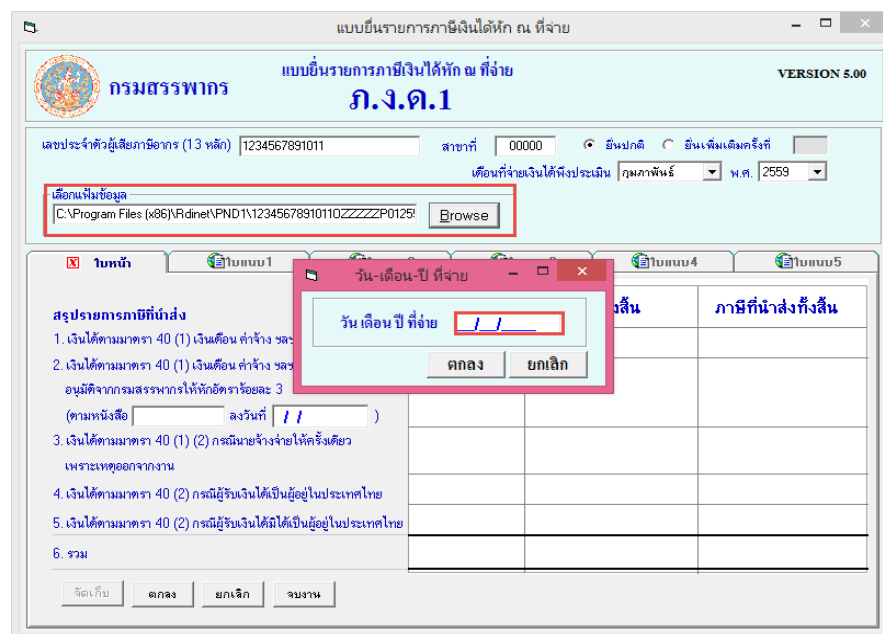 แบบยื่นรายการภาษีเงินได้หัก ณ ที่จ่าย
กรมสรรพากร
แบบยื่นรายการภาษีเงินได้หัก ณ ที่จ่าย
VERSION 5.00
ภ.ง.ด.1
เลขประจำตัวผู้เสียภาษีอากร (13 หลัก) 1234567891011 สาขาที่ 00000 ยื่นปกติ ยื่นเพิ่มเติมครั้งที่
เดือนที่จ่ายเงินได้พึงประเมิน กุมภาพันธ์ พ.ศ. 2559
เลือกแฟ้มข้อมูล
C:\Program Files (x86)\Rdinet\PND1\1234567891011OZZZZZP0125 Browse
ใบหน้า ใบแนบ1 ใบแนบ4 ใบแนบ5
วัน-เดือน-ปี ที่จ่าย
วัน เดือน ปี ที่จ่าย __/__/____
ตกลง ยกเลิก
สรุปรายการภาษีที่นำส่ง ภาษีที่นำส่งทั้งสิ้น
1. เงินได้ตามมาตรา 40 (1) เงินเดือน ค่าจ้าง ฯลฯ
2. เงินได้ตามมาตรา 40 (1) เงินเดือน ค่าจ้าง ฯลฯ
อนุมัติจากกรมสรรพากรให้หักอัตราร้อยละ 3
(ตามหนังสือ ลงวันที่ / / )
3. เงินได้ตามมาตรา 40 (1) (2) กรณีนายจ้างจ่ายให้ครั้งเดียว
เพราะเหตุออกจากงาน
4. เงินได้ตามมาตรา 40 (2) กรณีผู้รับเงินได้เป็นผู้อยู่ในประเทศไทย
5. เงินได้ตามมาตรา 40 (2) กรณีผู้รับเงินได้มิได้เป็นผู้อยู่ในประเทศไทย
6. รวม
จัดเก็บ ตกลง ยกเลิก จบงาน